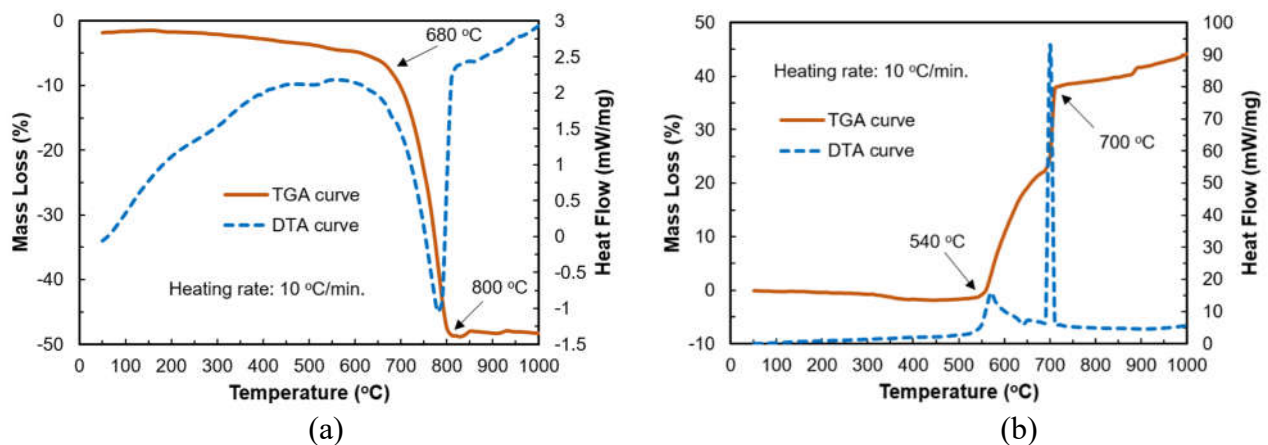 0
-10
-20
-30
-40
-50
Mass Loss (%)
680 °C
TGA curve
DTA curve
Heating rate: 10 °C/min.
800 °C
3
2.5
2
1.5
1
0.5
0
-0.5
-1
-1.5
Heat Flow (mW/mg)
0 100 200 300 400 500 600 700 800 900 1000
Temperature (°C)
(a)
50
40
30
20
10
0
-10
Mass Loss (%)
Heating rate: 10 °C/min.
TGA curve
DTA curve
700 °C
540 °C
100
90
80
70
60
50
40
30
20
10
0
Heat Flow (mW/mg)
0 100 200 300 400 500 600 700 800 900 1000
Temperature (°C)
(b)